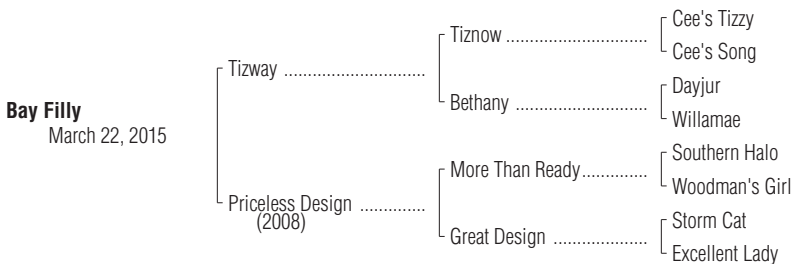 Cee's Tizzy
Tiznow ..............................
Cee's Song
Tizway ..............................
Dayjur
Bethany ............................
Willamae
Bay Filly
March 22, 2015
Southern Halo
More Than Ready..............
Woodman's Girl
Priceless Design ..............
(2008)
Storm Cat
Great Design ....................
Excellent Lady